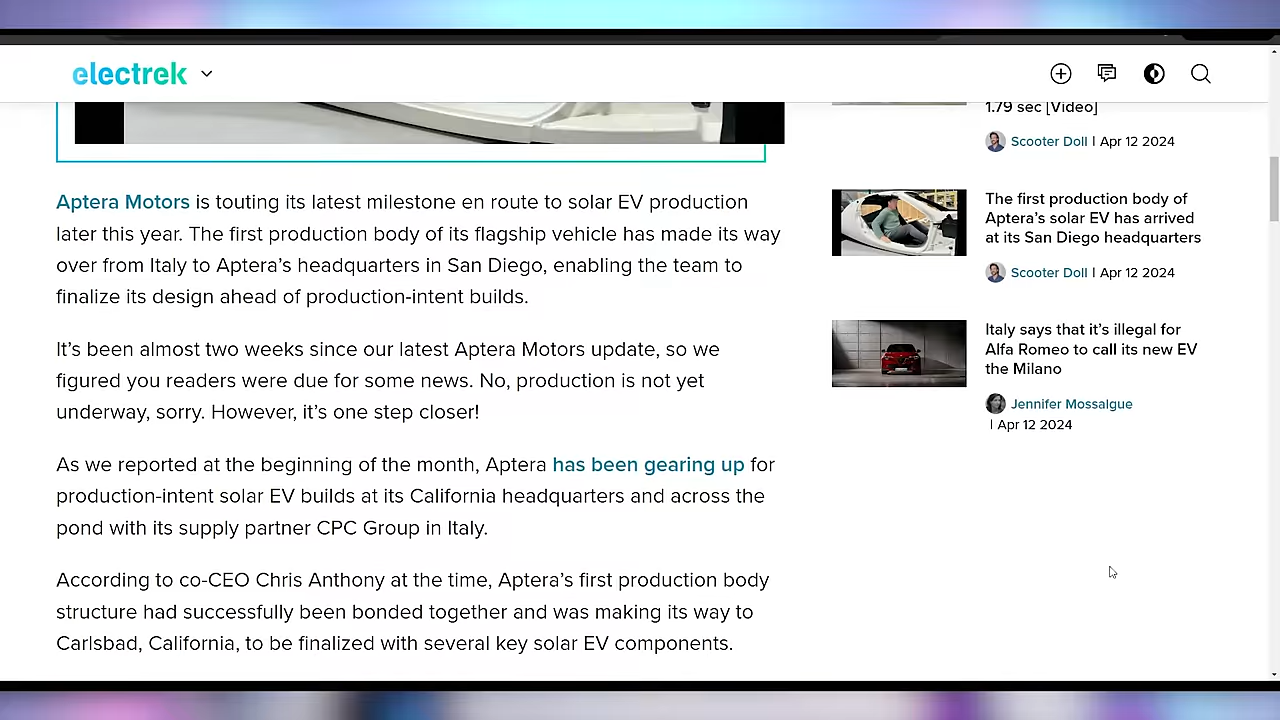 electrek
Aptera Motors is touting its latest milestone en route to solar EV production
later this year. The first production body of its flagship vehicle has made its way
over from Italy to Aptera's headquarters in San Diego, enabling the team to
finalize its design ahead of production-intent builds.
It's been almost two weeks since our latest Aptera Motors update, so we
figured you readers were due for some news. No, production is not yet
underway, sorry. However, it's one step closer!
As we reported at the beginning of the month, Aptera has been gearing up for
production-intent solar EV builds at its California headquarters and across the
pond with its supply partner CPC Group in Italy.
According to co-CEO Chris Anthony at the time, Aptera's first production body
structure had successfully been bonded together and was making its way to
Carlsbad, California, to be finalized with several key solar EV components.
1.79 sec [Video]
Scooter Doll | Apr 12 2024
The first production body of
Aptera's solar EV has arrived
at its San Diego headquarters
Scooter Doll | Apr 12 2024
Italy says that it's illegal for
Alfa Romeo to call its new EV
the Milano
Jennifer Mossalgue
| Apr 12 2024